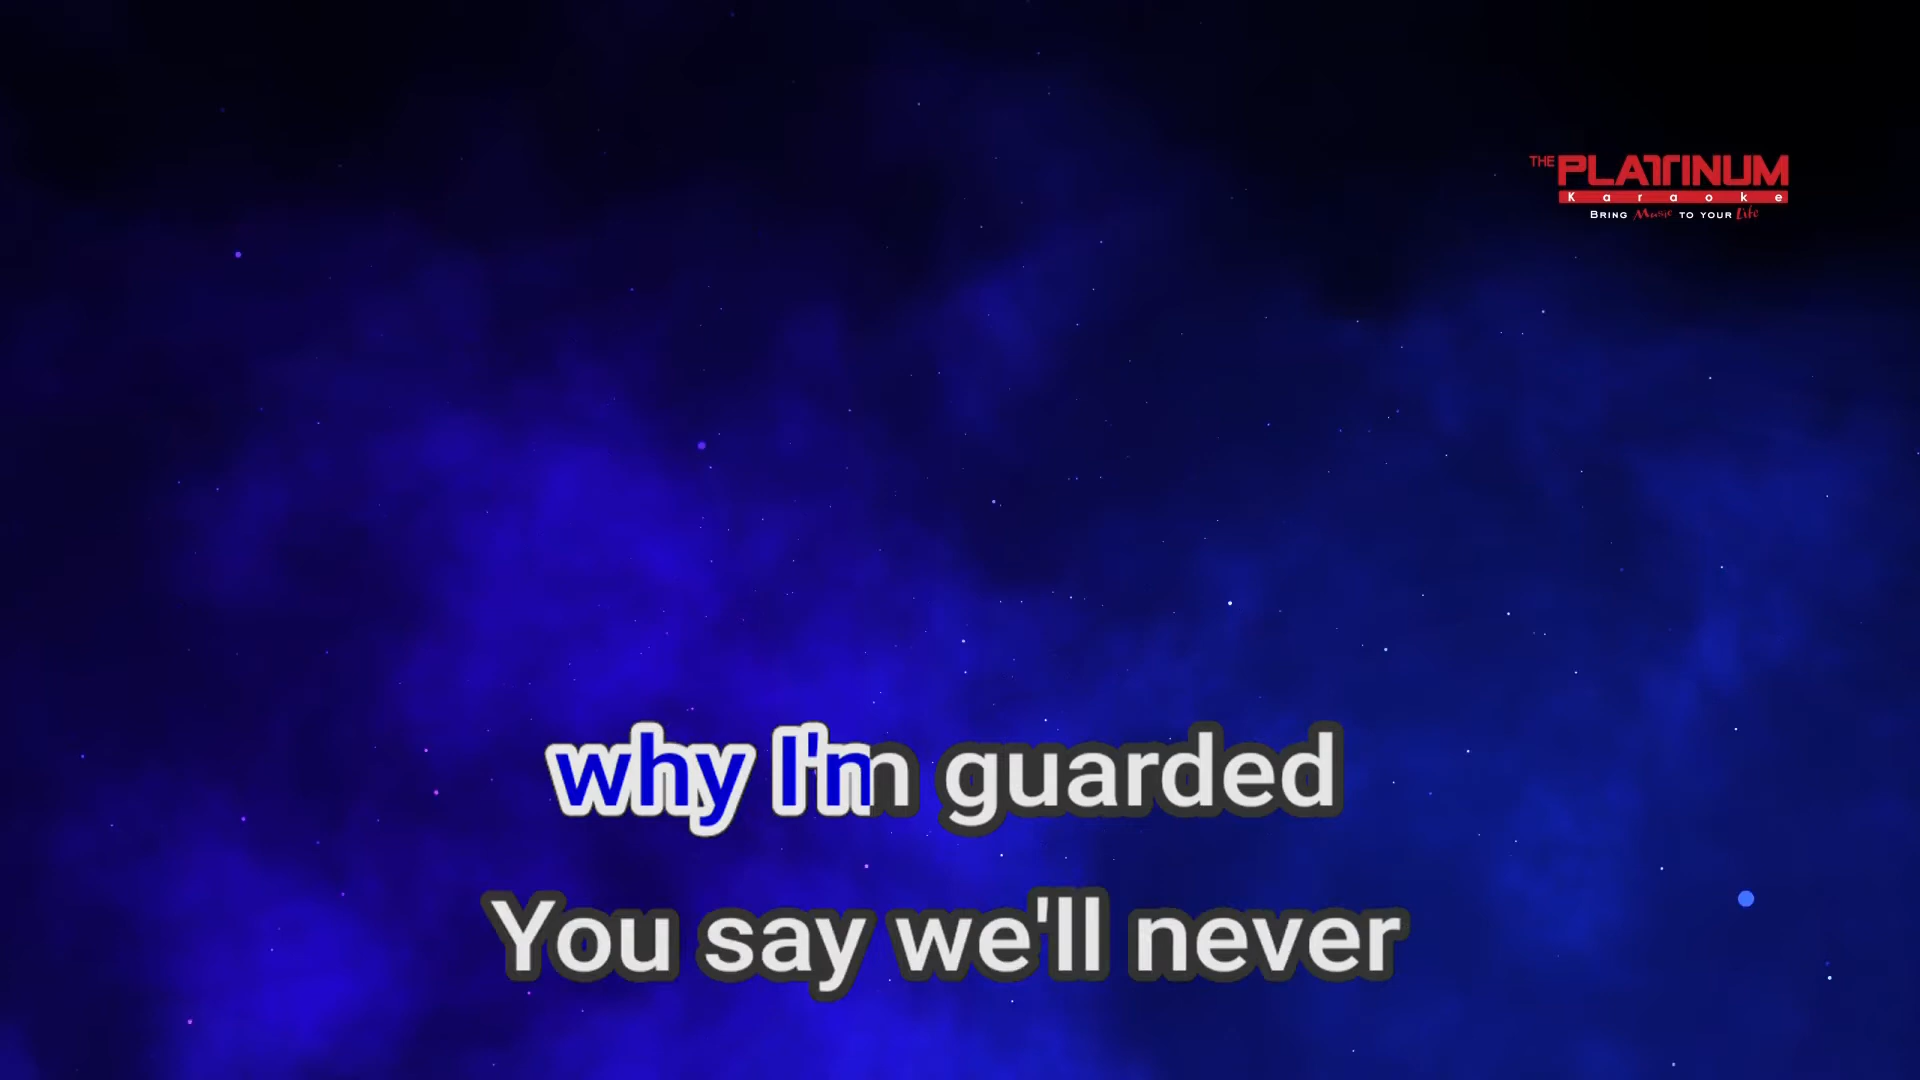 THE PLATINUM
Karaoke
BRING Music TO YOUR Life
why I'm guarded
You say we'll never